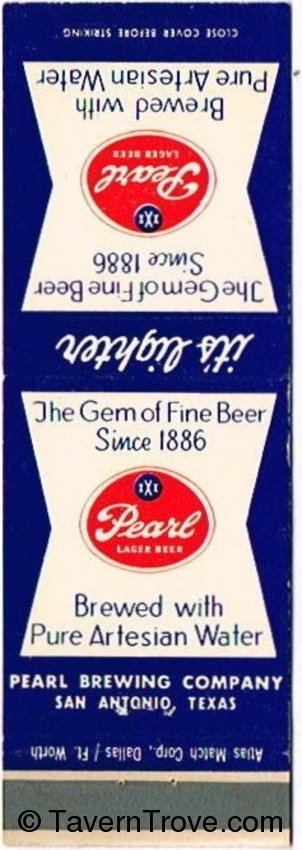 CLOSE COVER BEFORE STRIKING
The Gem of Fine Beer
Since 1886
XXX
Pearl
LAGER BEER
Brewed with
Pure Artesian Water
it's lighter
The Gem of Fine Beer
Since 1886
XXX
Pearl
LAGER BEER
Brewed with
Pure Artesian Water
PEARL BREWING COMPANY
SAN ANTONIO, TEXAS
Atlas Match Corp., Dallas / Ft. Worth
© TavernTrove.com